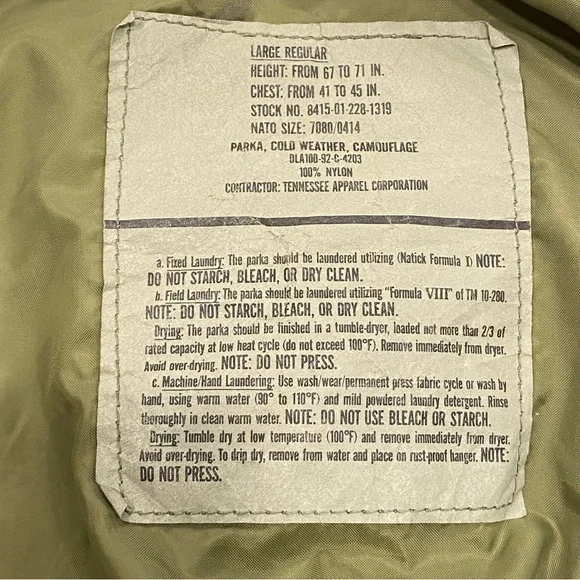 LARGE REGULAR
HEIGHT: FROM 67 TO 71 IN.
CHEST: FROM 41 TO 45 IN.
STOCK NO. 8415-01-228-1319
NATO SIZE: 7080/0414
PARKA, COLD WEATHER, CAMOUFLAGE
DLA100-92-C-4203
100% NYLON
CONTRACTOR: TENNESSEE APPAREL CORPORATION
a. Fixed Laundry: The parka should be laundered utilizing (Natick Formula I) NOTE:
DO NOT STARCH, BLEACH, OR DRY CLEAN.
b. Field Laundry: The parka should be laundered utilizing "Formula VIII" of TM 10-280.
NOTE: DO NOT STARCH, BLEACH, OR DRY CLEAN.
Drying: The parka should be finished in a tumble-dryer, loaded not more than 2/3 of
rated capacity at low heat cycle (do not exceed 100°F). Remove immediately from dryer.
Avoid over-drying. NOTE: DO NOT PRESS.
c. Machine/Hand Laundering: Use wash/wear/permanent press fabric cycle or wash by
hand, using warm water (90° to 110°F) and mild powdered laundry detergent. Rinse
thoroughly in clean warm water. NOTE: DO NOT USE BLEACH OR STARCH.
Drying: Tumble dry at low temperature (100°F) and remove immediately from dryer.
Avoid over-drying. To drip dry, remove from water and place on rust-proof hanger. NOTE:
DO NOT PRESS.